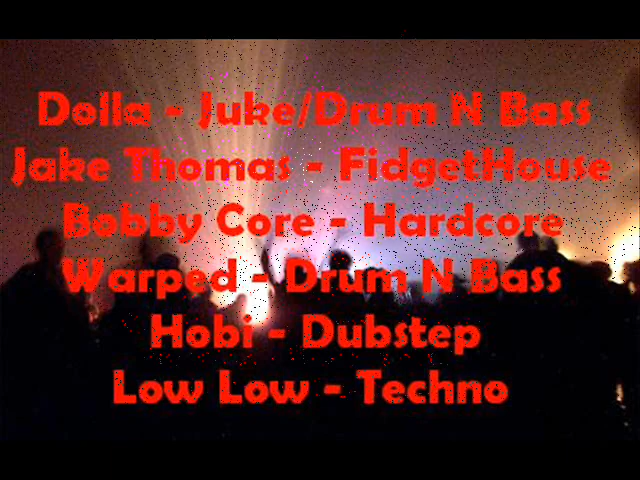 Dolla - Juke/Drum N Bass
Jake Thomas - FidgetHouse
Bobby Core - Hardcore
Warped - Drum N Bass
Hobi - Dubstep
Low Low - Techno